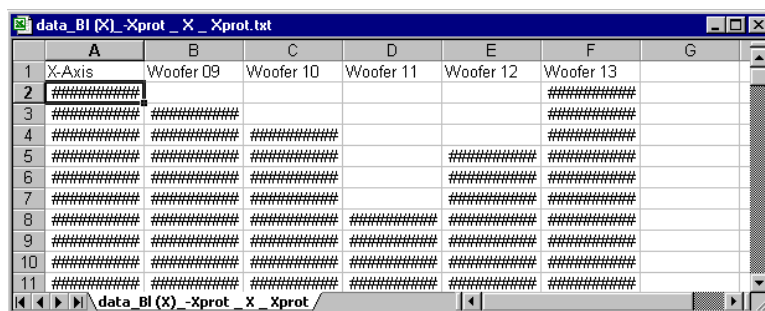 data_Bl (X)_-Xprot _ X _ Xprot.txt
A B C D E F G
1 X-Axis Woofer 09 Woofer 10 Woofer 11 Woofer 12 Woofer 13
2 ########## ##########
3 ########## ########## ##########
4 ########## ########## ########## ##########
5 ########## ########## ########## ########## ##########
6 ########## ########## ########## ########## ##########
7 ########## ########## ########## ########## ##########
8 ########## ########## ########## ########## ########## ##########
9 ########## ########## ########## ########## ########## ##########
10 ########## ########## ########## ########## ########## ##########
11 ########## ########## ########## ########## ########## ##########
data_Bl (X)_-Xprot _ X _ Xprot